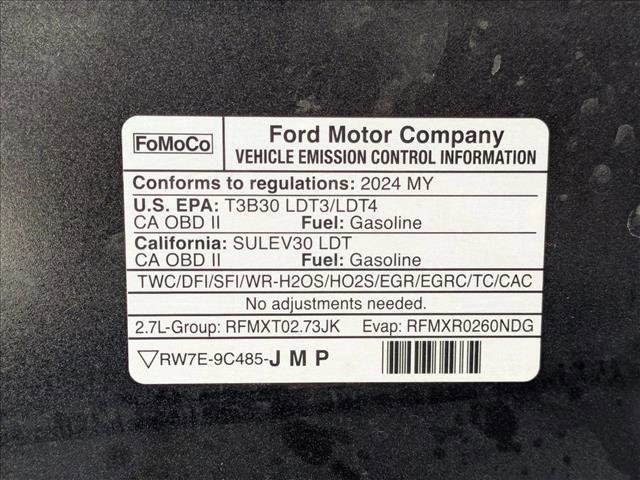 FoMoCo
Ford Motor Company
VEHICLE EMISSION CONTROL INFORMATION
Conforms to regulations: 2024 MY
U.S. EPA: T3B30 LDT3/LDT4
CA OBD II Fuel: Gasoline
California: SULEV30 LDT
CA OBD II Fuel: Gasoline
TWC/DFI/SFI/WR-H2OS/HO2S/EGR/EGRC/TC/CAC
No adjustments needed.
2.7L-Group: RFMXT02.73JK Evap: RFMXR0260NDG
RW7E-9C485-JMP